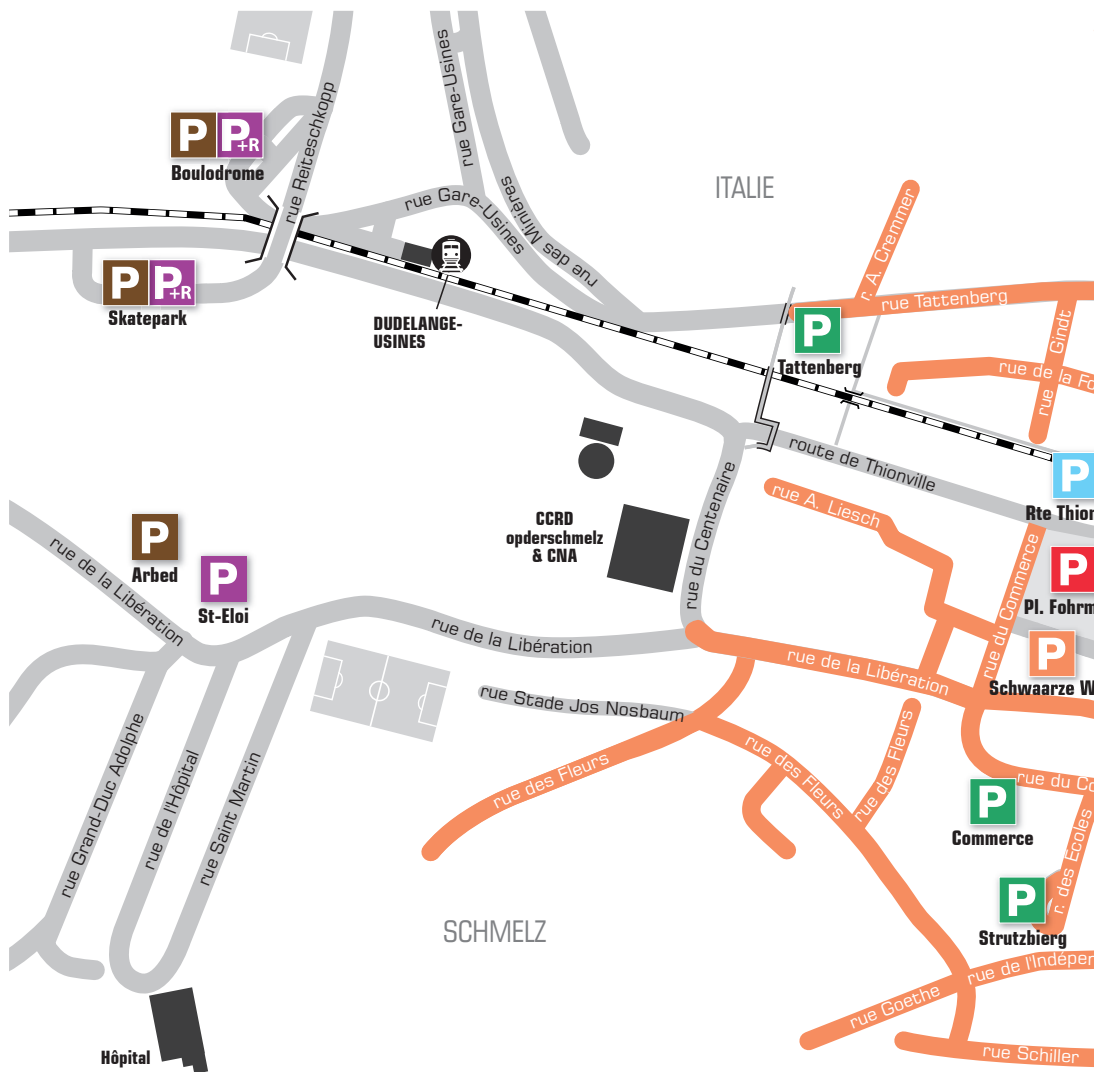 rue Gare-Usines
rue Reiteschkopp
P P+R
Boulodrome
ITALIE
rue Gare-Usines
rue des Minières
r. A. Cremmer
P P+R
Skatepark
rue Tattenberg
DUDELANGE-
USINES
P
Tattenberg
rue Gindt
rue de la Fo
route de Thionville
P
Rte Thion
rue A. Liesch
CCRD
opderschmelz
& CNA
rue du Centenaire
rue du Commerce
P
Arbed
P
St-Eloi
rue de la Libération
P
Pl. Fohrm
rue de la Libération
rue de la Libération
P
Schwaarze W
rue Stade Jos Nosbaum
rue des Fleurs
rue des Fleurs
rue des Fleurs
rue du Co
P
Commerce
rue Grand-Duc Adolphe
rue de l'Hôpital
rue Saint Martin
r. des Ecoles
P
Strutzbierg
SCHMELZ
rue de l'Indépen
rue Goethe
rue Schiller
Hôpital